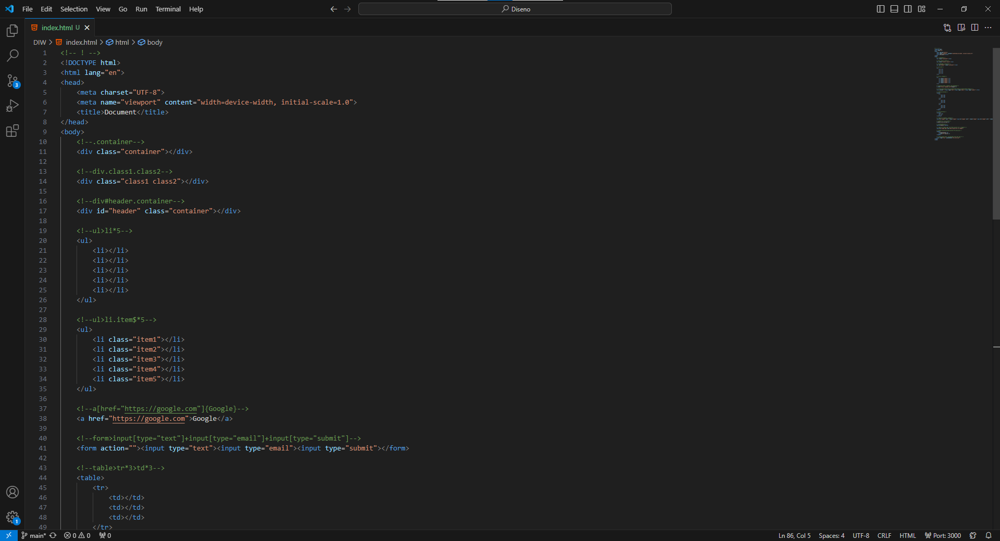 File Edit Selection View Go Run Terminal Help
Diseno
index.html U
DIW > index.html > html > body
1 <!-- ! -->
2 <!DOCTYPE html>
3 <html lang="en">
4 <head>
5 <meta charset="UTF-8">
6 <meta name="viewport" content="width=device-width, initial-scale=1.0">
7 <title>Document</title>
8 </head>
9 <body>
10 <!--.container-->
11 <div class="container"></div>
12
13 <!--div.class1.class2-->
14 <div class="class1 class2"></div>
15
16 <!--div#header.container-->
17 <div id="header" class="container"></div>
18
19 <!--ul>li*5-->
20 <ul>
21 <li></li>
22 <li></li>
23 <li></li>
24 <li></li>
25 <li></li>
26 </ul>
27
28 <!--ul>li.item$*5-->
29 <ul>
30 <li class="item1"></li>
31 <li class="item2"></li>
32 <li class="item3"></li>
33 <li class="item4"></li>
34 <li class="item5"></li>
35 </ul>
36
37 <!--a[href="https://google.com"]{Google}-->
38 <a href="https://google.com">Google</a>
39
40 <!--form>input[type="text"]+input[type="email"]+input[type="submit"]-->
41 <form action=""><input type="text"><input type="email"><input type="submit"></form>
42
43 <!--table>tr*3>td*3-->
44 <table>
45 <tr>
46 <td></td>
47 <td></td>
48 <td></td>
49 </tr>
3
1
main* 0 0 0
Ln 86, Col 5 Spaces: 4 UTF-8 CRLF HTML Port: 3000